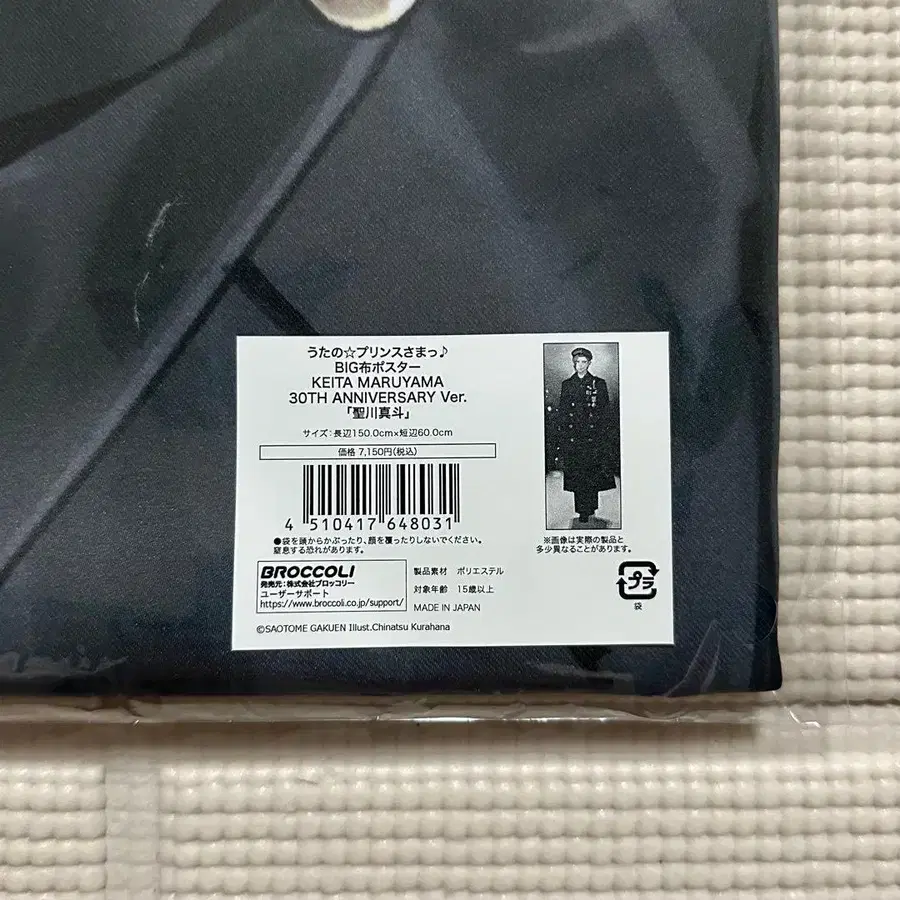 うたの☆プリンスさまっ♪
BIG布ポスター
KEITA MARUYAMA
30TH ANNIVERSARY Ver.
「聖川真斗」
サイズ:長辺150.0cm×短辺60.0cm
価格 7,150円(税込)
4 510417 648031
●袋を頭からかぶったり、顔を覆ったりしないでください。
窒息する恐れがあります。
BROCCOLI
発売元:株式会社ブロッコリー
ユーザーサポート
https://www.broccoli.co.jp/support/
製品素材 ポリエステル
対象年齢 15歳以上
MADE IN JAPAN
©SAOTOME GAKUEN Illust.Chinatsu Kurahana
※画像は実際の製品と
多少異なることがあります。
プラ
袋